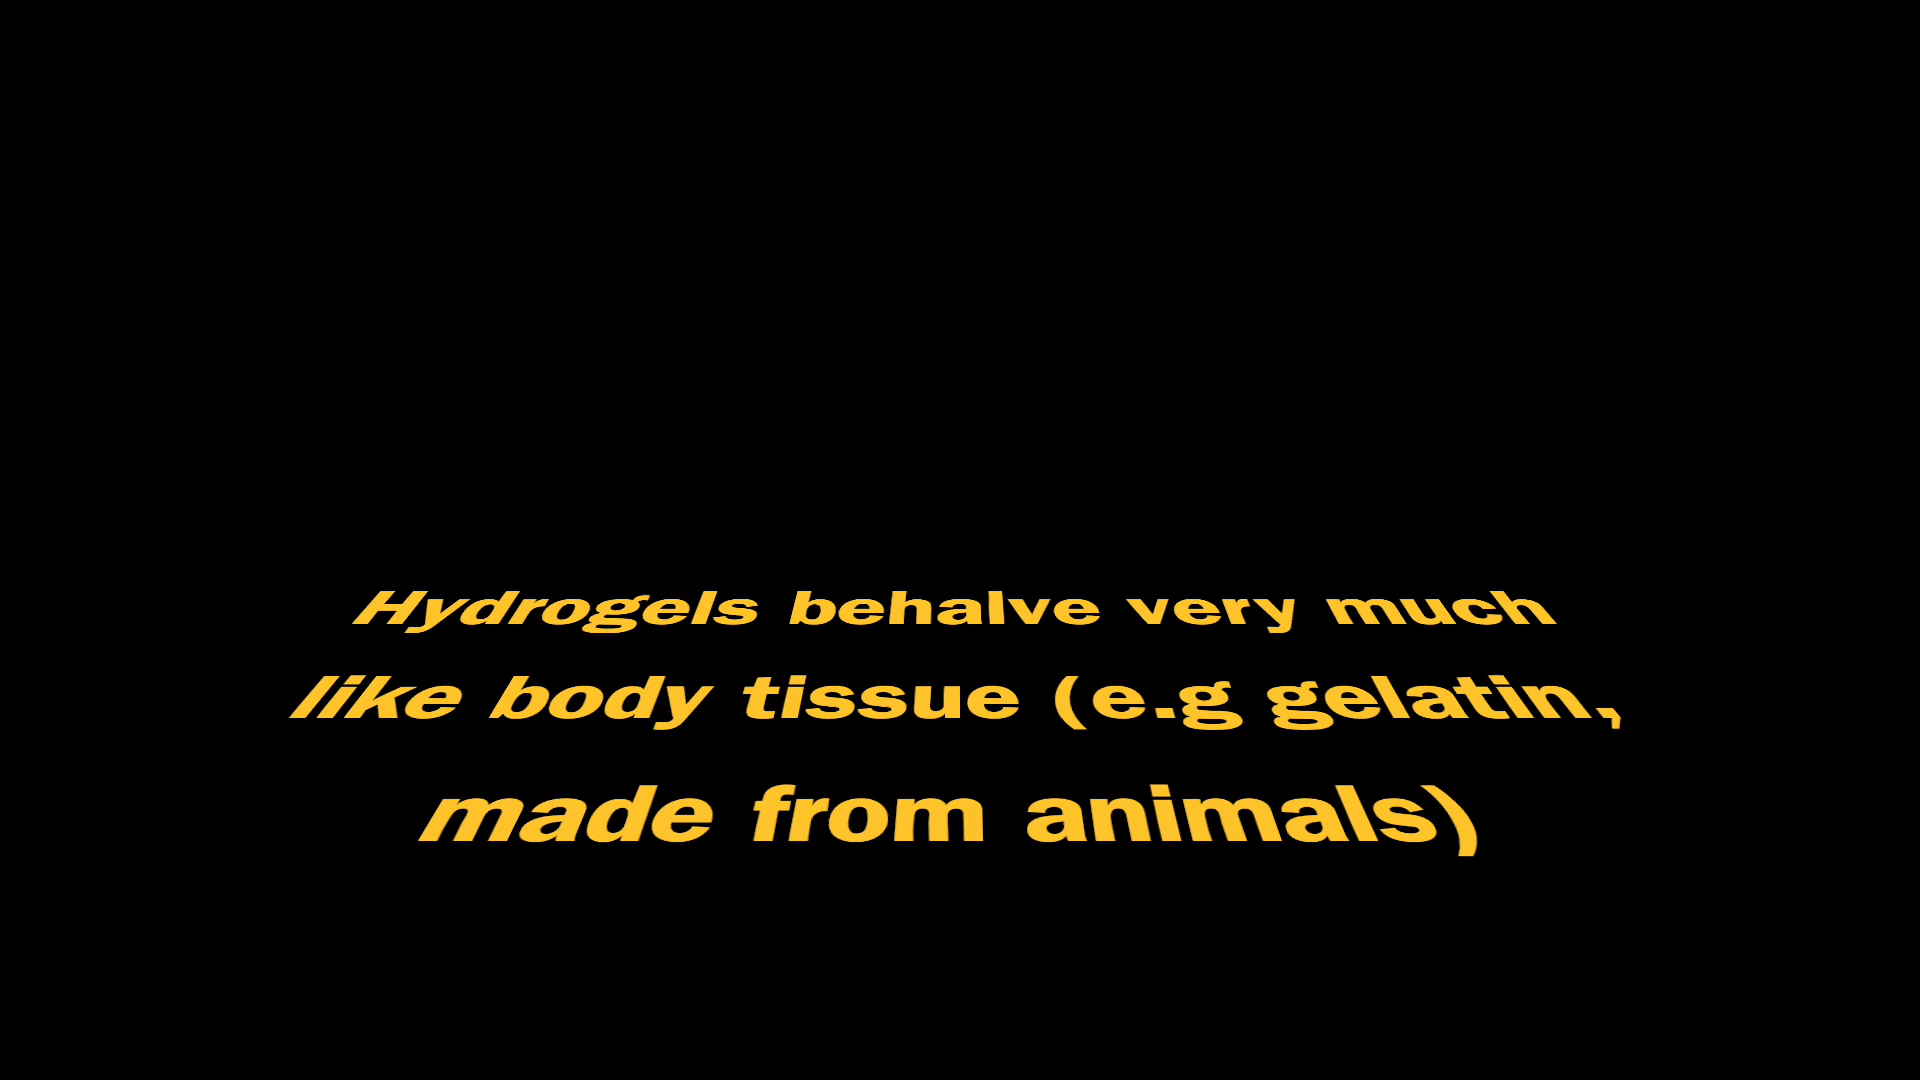 Hydrogels behalve very much
like body tissue (e.g gelatin,
made from animals)